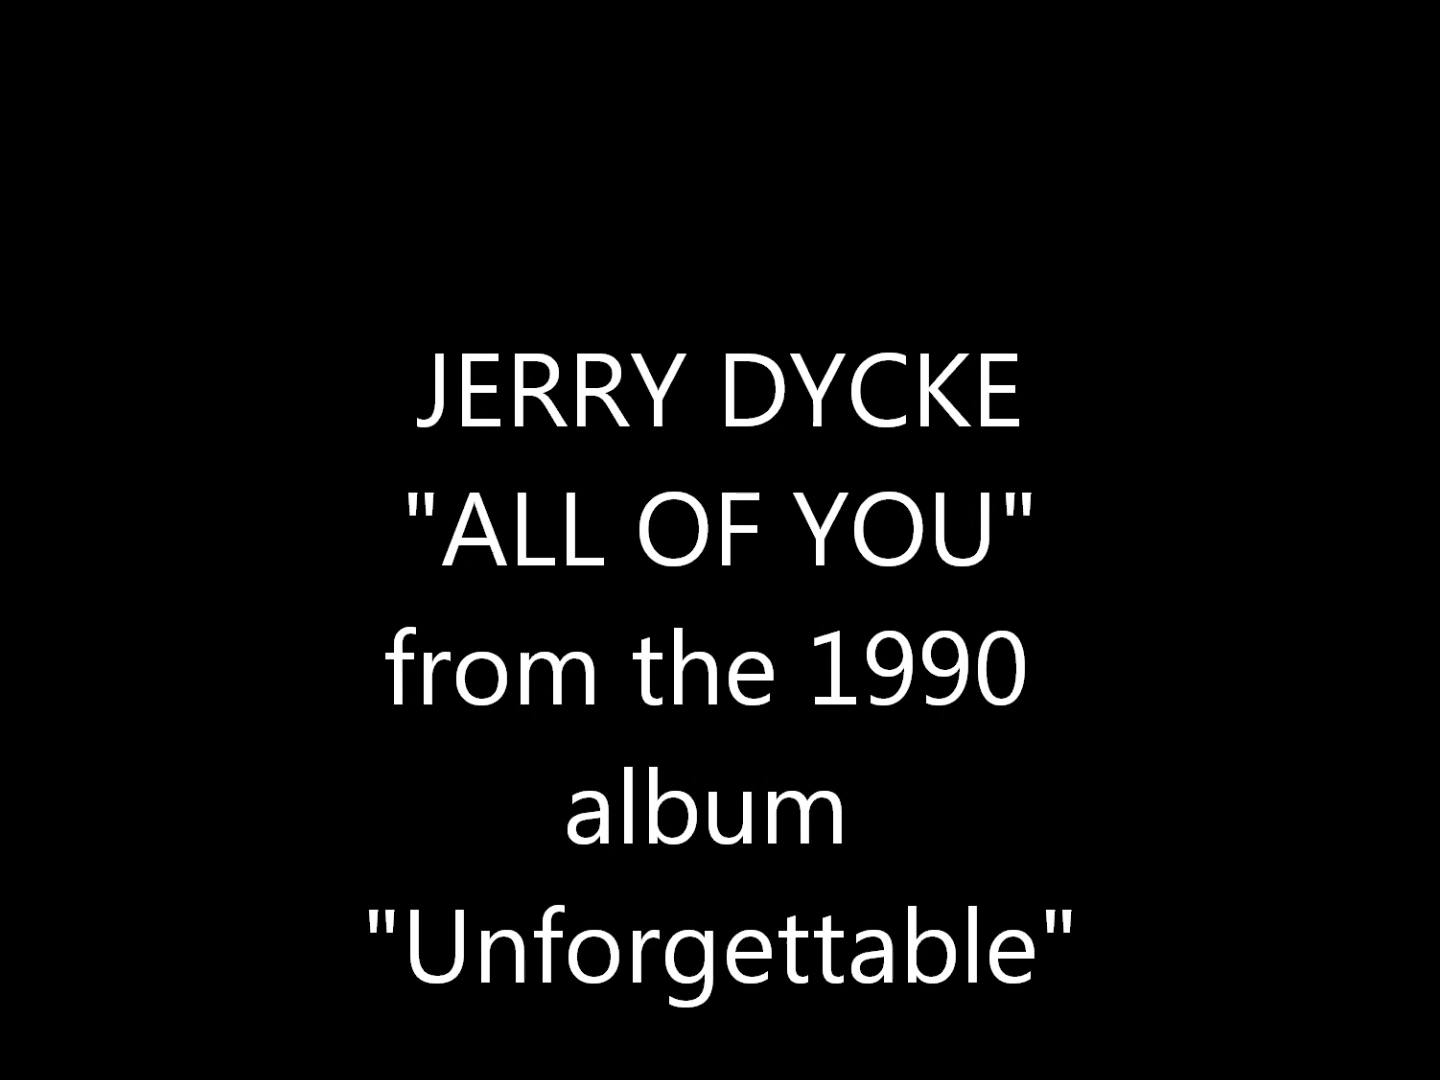 JERRY DYCKE
"ALL OF YOU"
from the 1990
album
"Unforgettable"